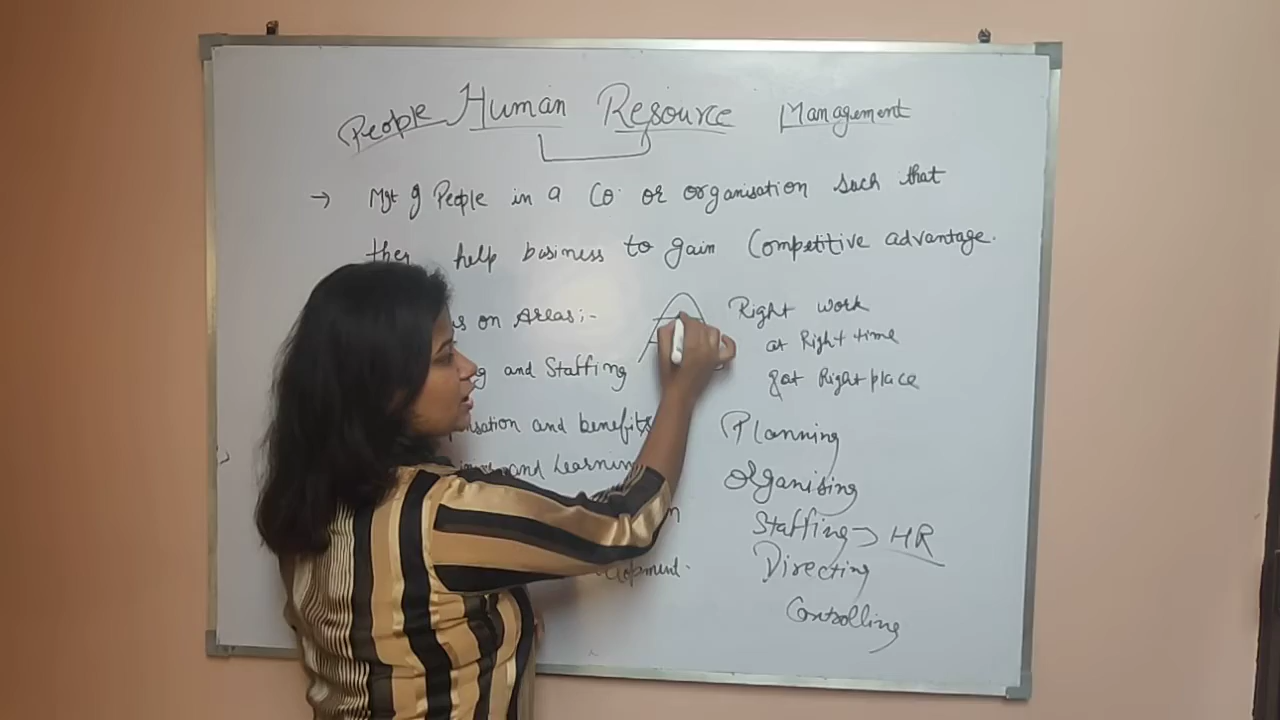 People Human Resource Management
→ Mgt of People in a Co. or organisation such that
they help business to gain Competitive advantage.
on Areas:-
and Staffing
and benefits
and Learning
Right work
at Right time
& at Right place
Planning
Organising
Staffing → HR
Directing
Controlling